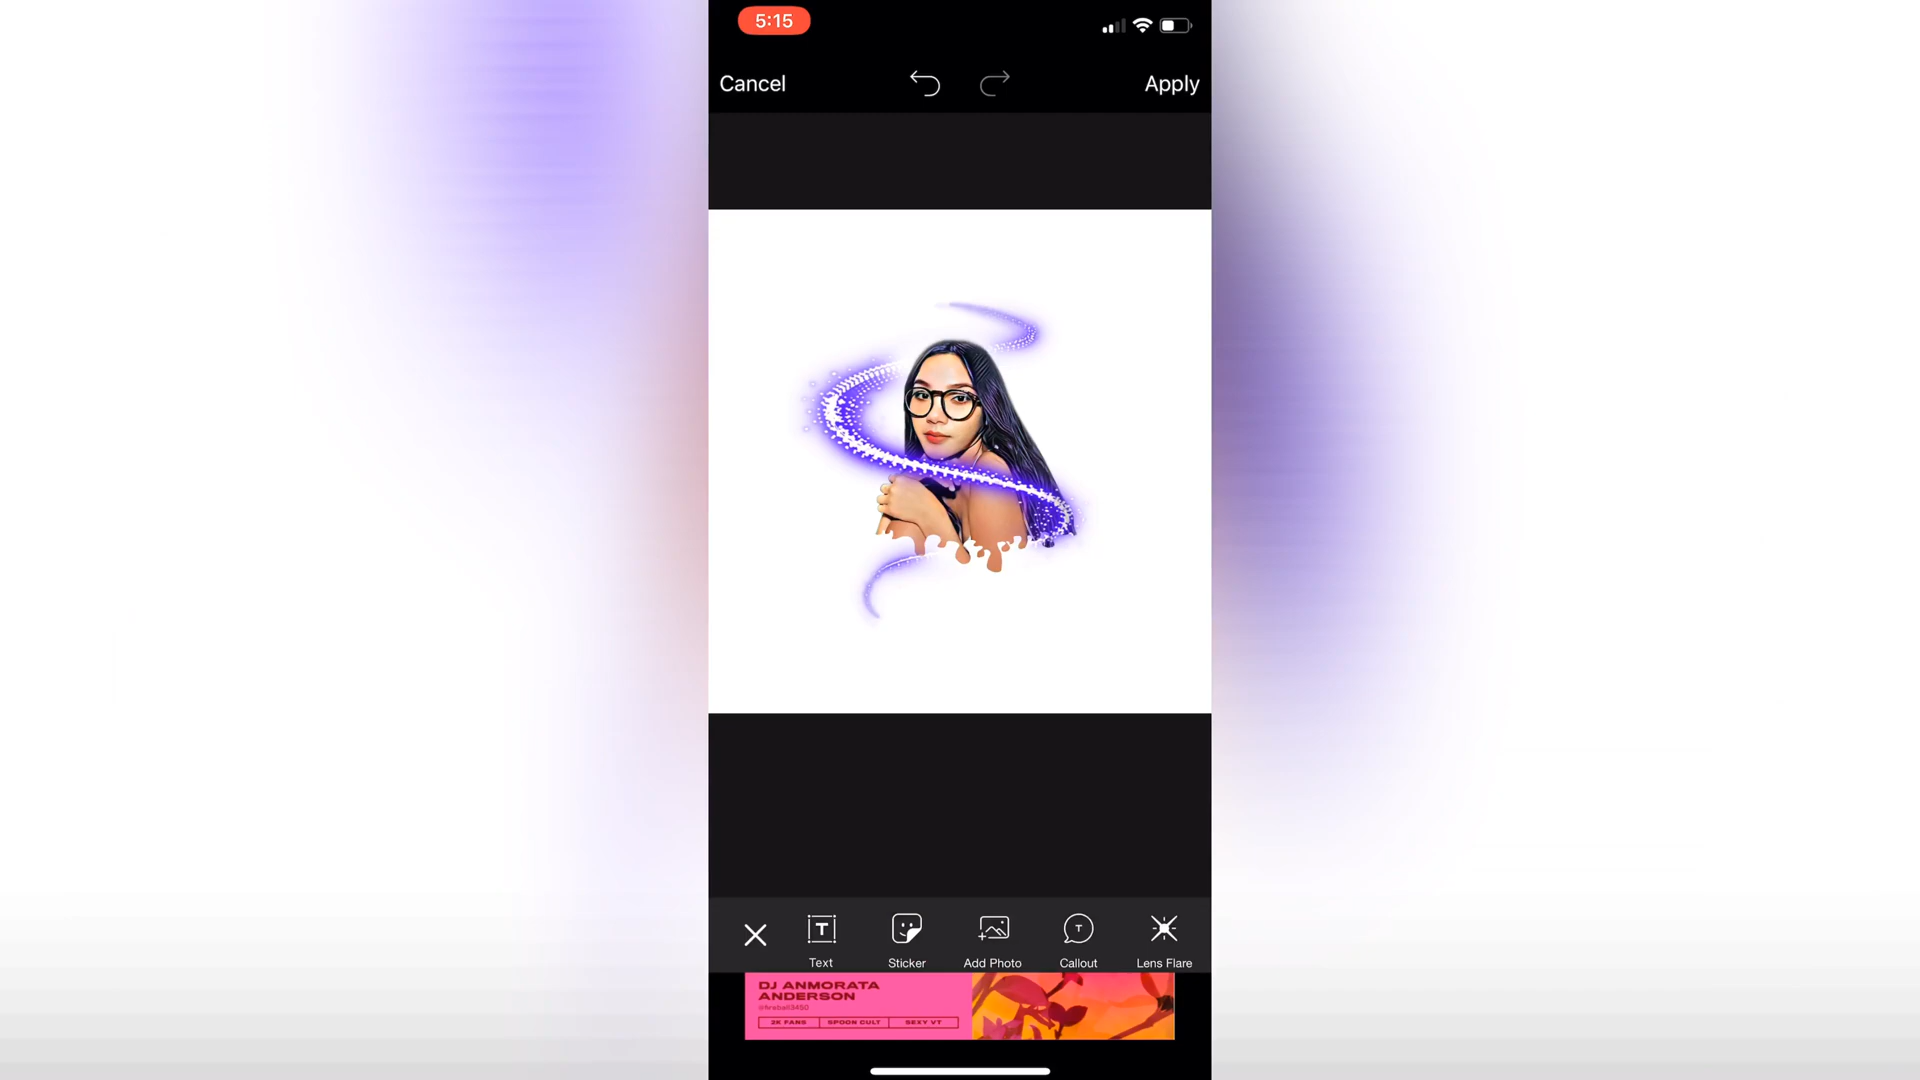 5:15
Cancel
Apply
T
T
Text
Sticker
Add Photo
Callout
Lens Flare
DJ ANMORATA
ANDERSON
@fireball3450
2K FANS
SPOON CULT
SEXY VT